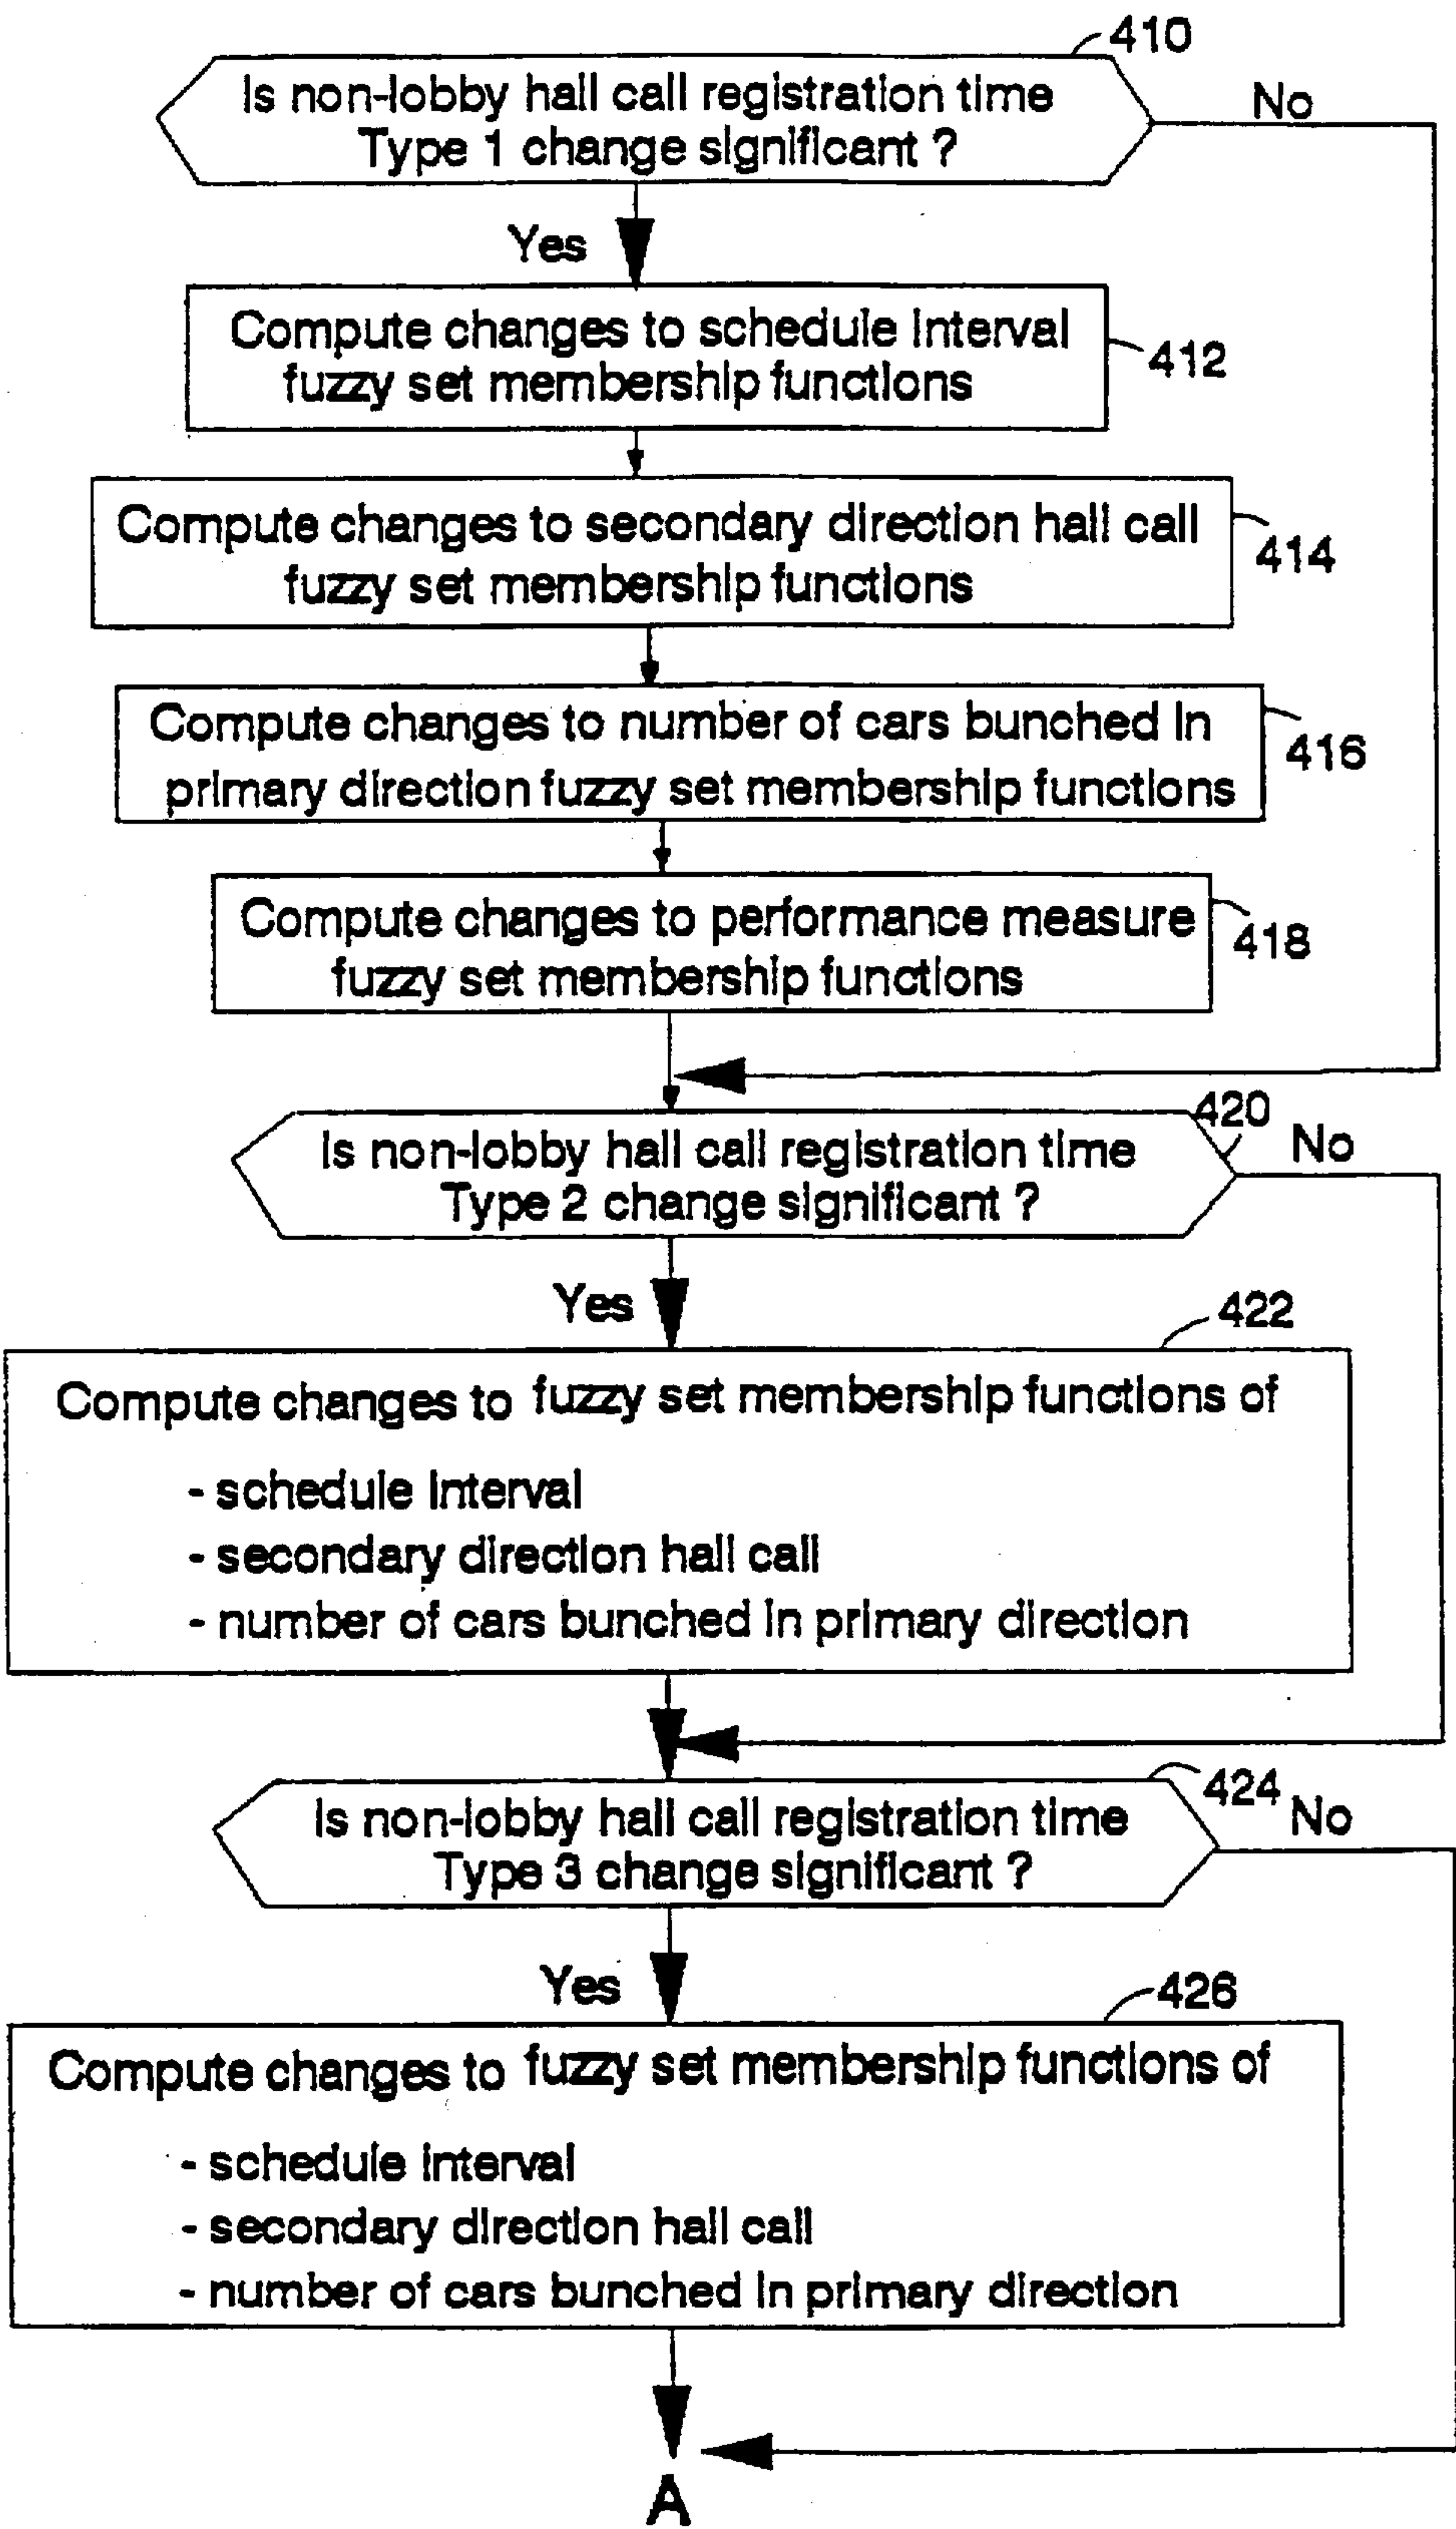 410
Is non-lobby hall call registration time
Type 1 change significant ?
No
Yes
Compute changes to schedule interval
fuzzy set membership functions
412
Compute changes to secondary direction hall call
fuzzy set membership functions
414
Compute changes to number of cars bunched in
primary direction fuzzy set membership functions
416
Compute changes to performance measure
fuzzy set membership functions
418
420
Is non-lobby hall call registration time
Type 2 change significant ?
No
Yes
422
Compute changes to fuzzy set membership functions of
- schedule interval
- secondary direction hall call
- number of cars bunched in primary direction
424
Is non-lobby hall call registration time
Type 3 change significant ?
No
Yes
426
Compute changes to fuzzy set membership functions of
- schedule interval
- secondary direction hall call
- number of cars bunched in primary direction
A